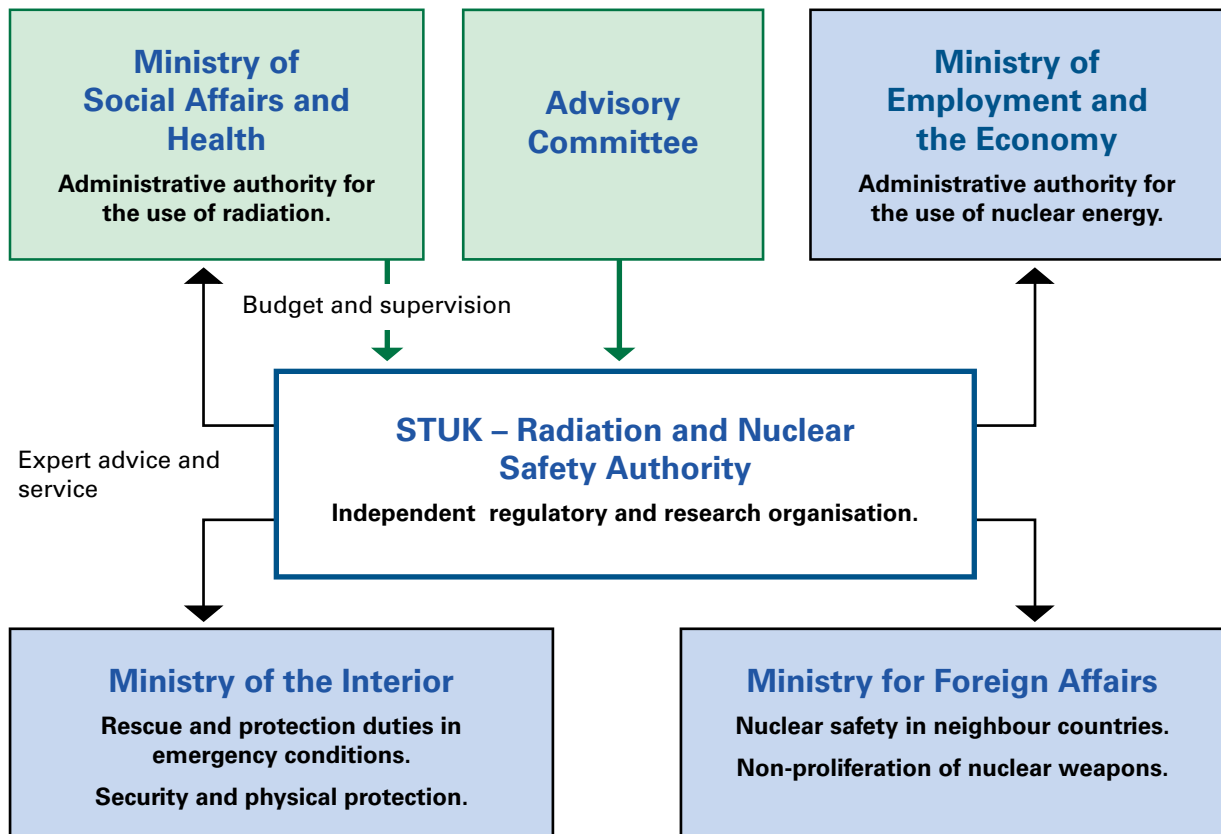 Ministry of
Social Affairs and
Health
Administrative authority for
the use of radiation.
Advisory
Committee
Ministry of
Employment and
the Economy
Administrative authority for
the use of nuclear energy.
Budget and supervision
STUK – Radiation and Nuclear
Safety Authority
Independent regulatory and research organisation.
Expert advice and
service
Ministry of the Interior
Rescue and protection duties in
emergency conditions.
Security and physical protection.
Ministry for Foreign Affairs
Nuclear safety in neighbour countries.
Non-proliferation of nuclear weapons.